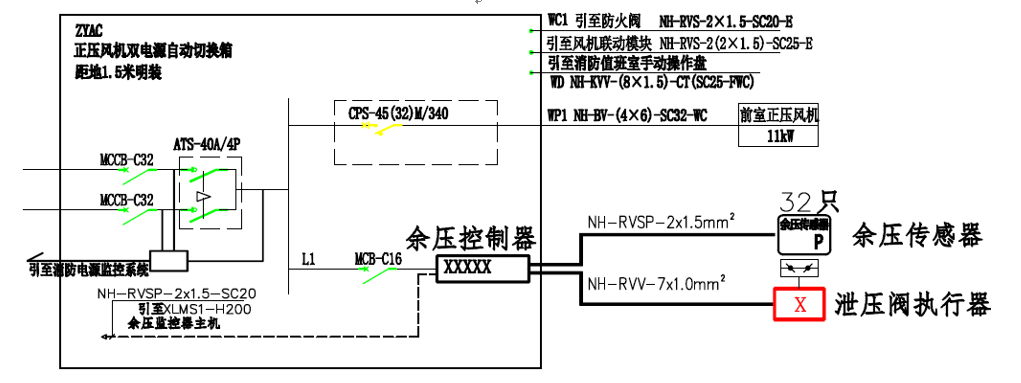 ZYAC
正压风机双电源自动切换箱
距地1.5米明装
WC1 引至防火阀 NH-RVS-2×1.5-SC20-E
引至风机联动模块 NH-RVS-2(2×1.5)-SC25-E
引至消防值班室手动操作盘
WD NH-KVV-(8×1.5)-CT(SC25-FWC)
CPS-45(32)M/340
WP1 NH-BV-(4×6)-SC32-WC
前室正压风机
11kW
ATS-40A/4P
MCCB-C32
MCCB-C32
引至消防电源监控系统
L1
MCB-C16
余压控制器
XXXXX
NH-RVSP-2x1.5mm²
32只
余压传感器
P
余压传感器
NH-RVV-7x1.0mm²
X
泄压阀执行器
NH-RVSP-2x1.5-SC20
引至XLMS1-H200
余压监控器主机